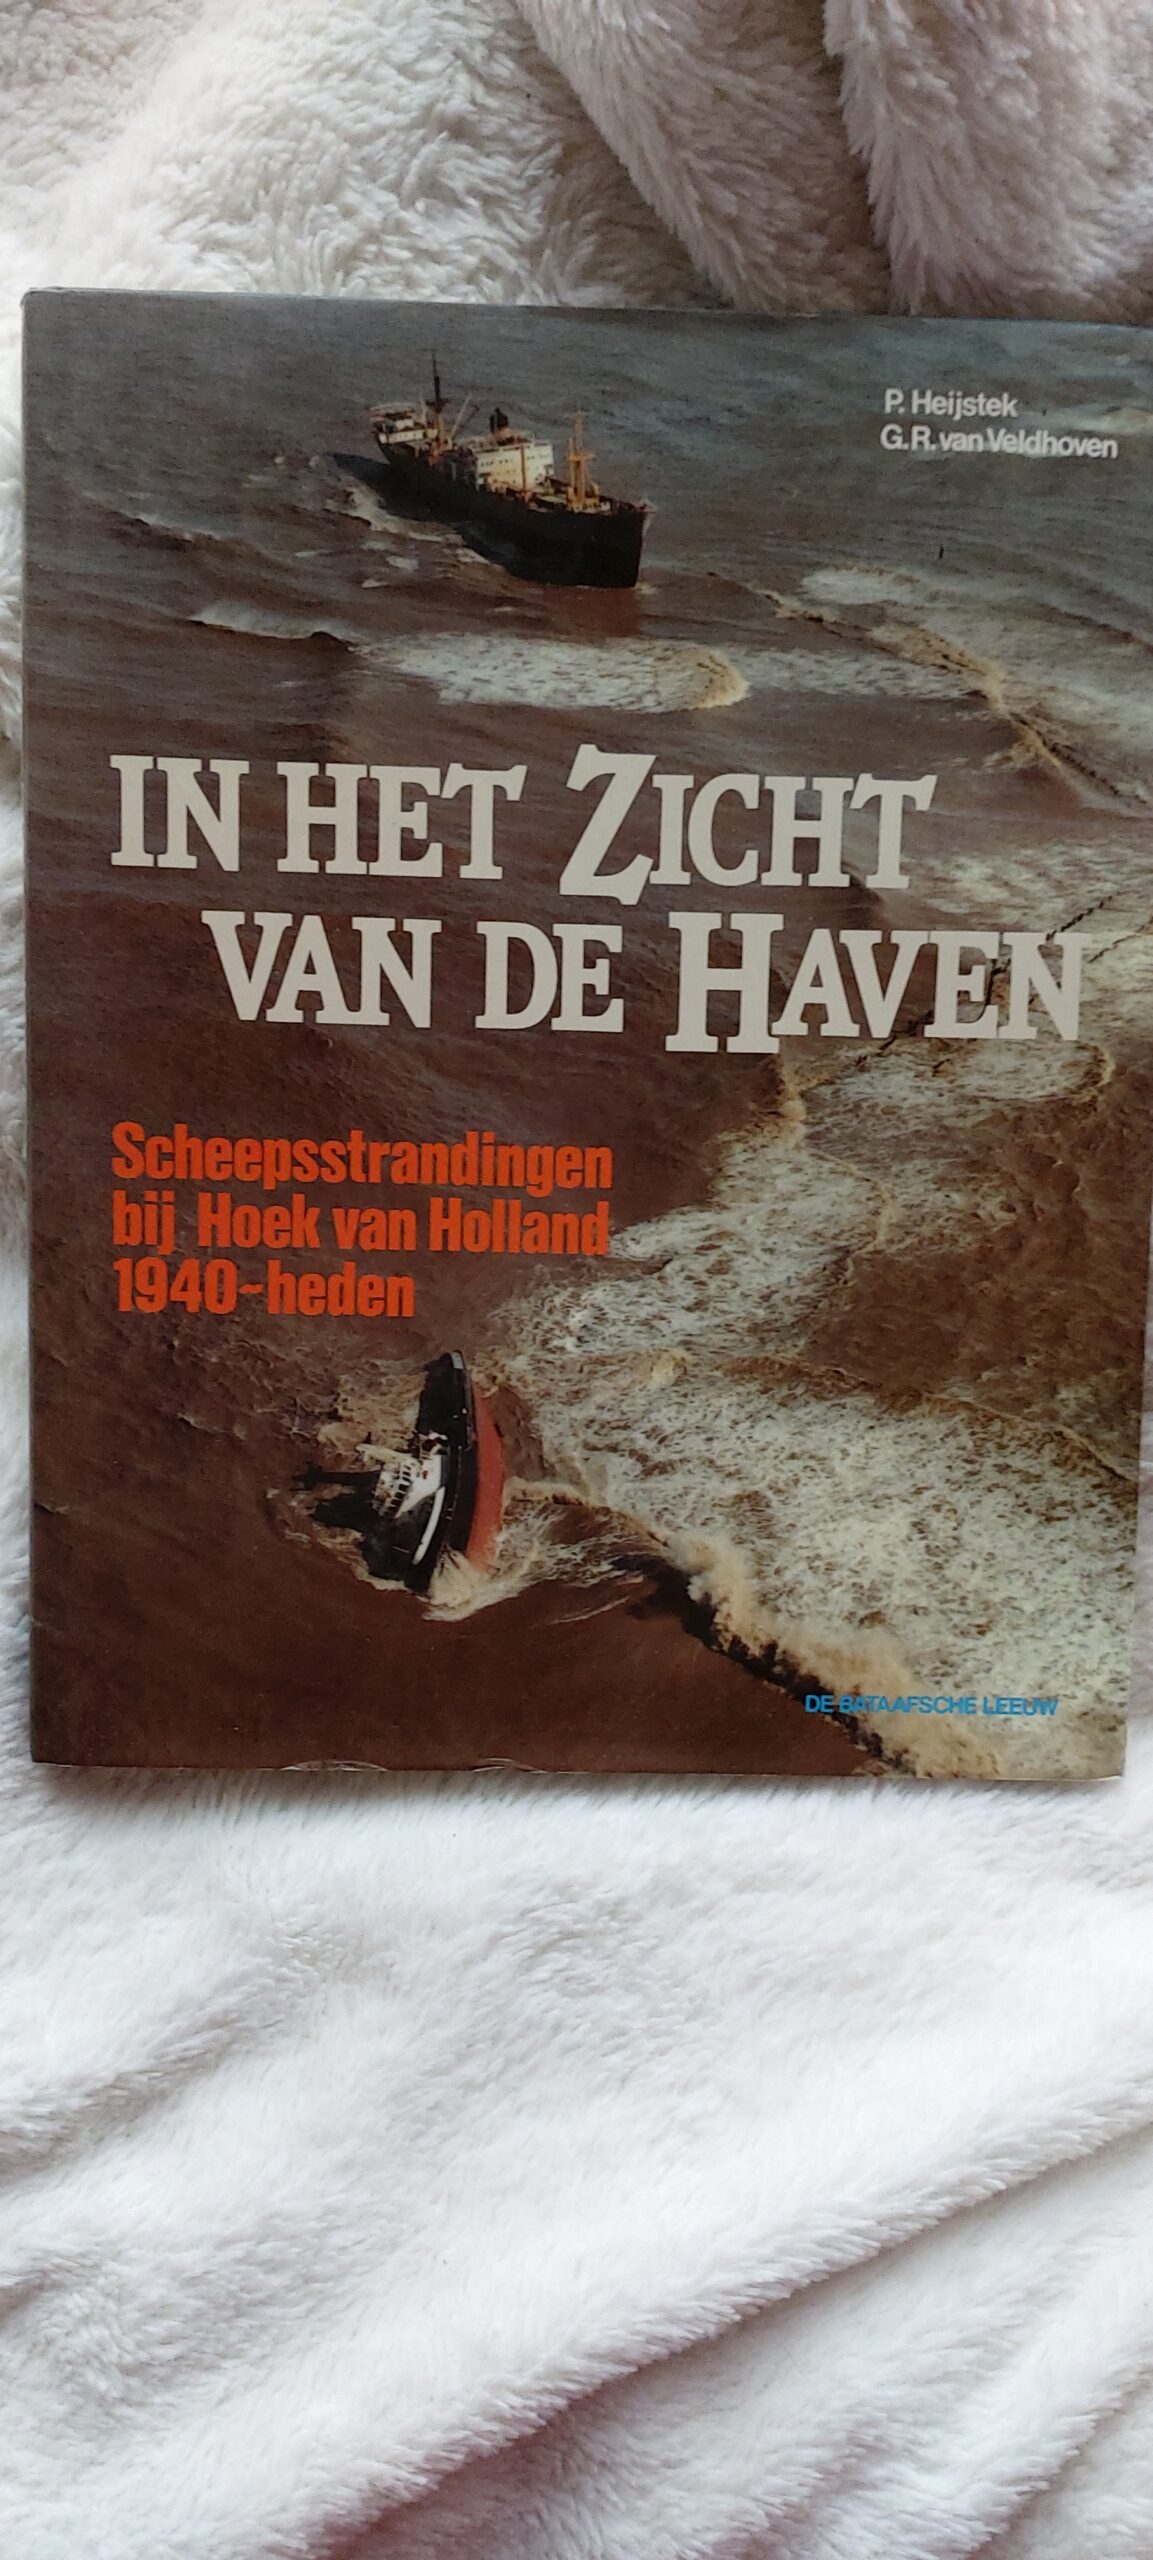 P. Heijstek
G.R. van Veldhoven
IN HET ZICHT
VAN DE HAVEN
Scheepsstrandingen
bij Hoek van Holland
1940~heden
DE BATAAFSCHE LEEUW